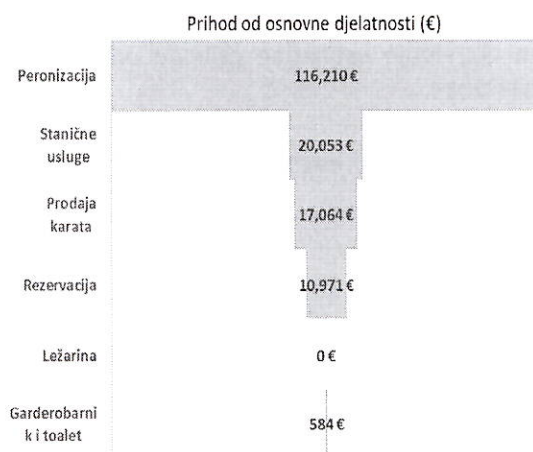 Prihod od osnovne djelatnosti (€)
Peronizacija
116,210 €
Stanične
usluge
20,053 €
Prodaja
karata
17,064 €
Rezervacija
10,971 €
Ležarina
0 €
Garderobarni
k i toalet
584 €